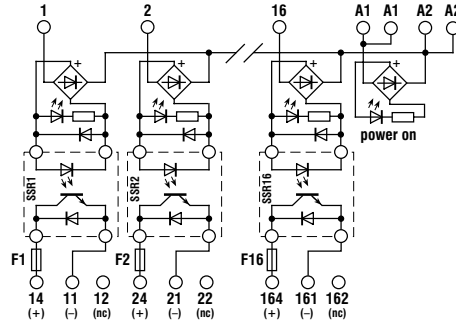 1 2 16 A1 A1 A2 A2
+ + + +
power on
SSR1 SSR2 SSR16
F1 F2 F16
14 11 12 24 21 22 164 161 162
(+) (–) (nc) (+) (–) (nc) (+) (–) (nc)